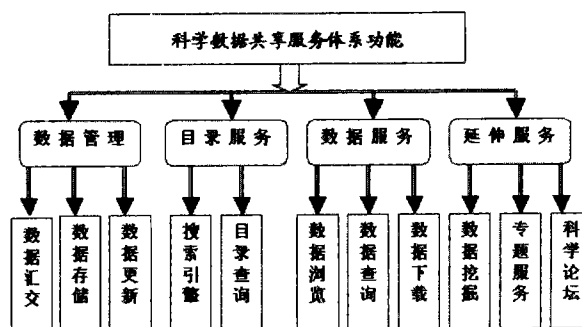 科学数据共享服务体系功能
数据管理
目录服务
数据服务
延伸服务
数据汇交
数据存储
数据更新
搜索引擎
目录查询
数据浏览
数据查询
数据下载
数据挖掘
专题服务
科学论坛